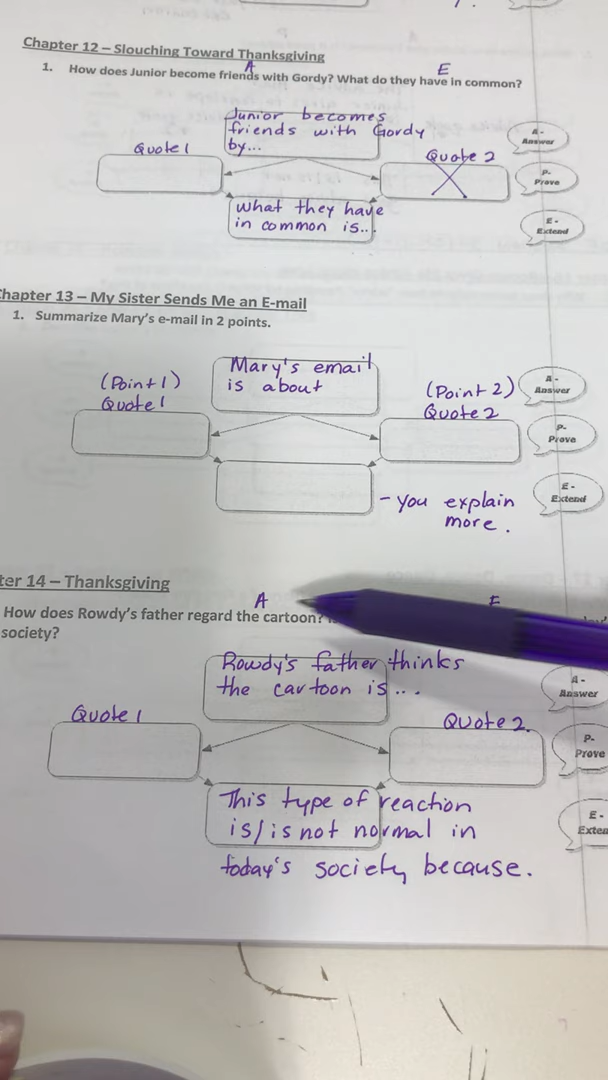 Chapter 12 – Slouching Toward Thanksgiving
A E
1. How does Junior become friends with Gordy? What do they have in common?
Junior becomes
friends with Gordy
by...
A -
Answer
Quote 1
Quote 2
P-
Prove
What they have
in common is...
E -
Extend
Chapter 13 – My Sister Sends Me an E-mail
1. Summarize Mary's e-mail in 2 points.
Mary's email
is about
(Point 1)
Quote 1
(Point 2)
Quote 2
A -
Answer
P-
Prove
E -
Extend
- you explain
more.
ter 14 – Thanksgiving
A E
How does Rowdy's father regard the cartoon?
society?
Rowdy's father thinks
the cartoon is...
A -
Answer
Quote 1
Quote 2.
P-
Prove
This type of reaction
is/is not normal in
today's society because.
E -
Exten